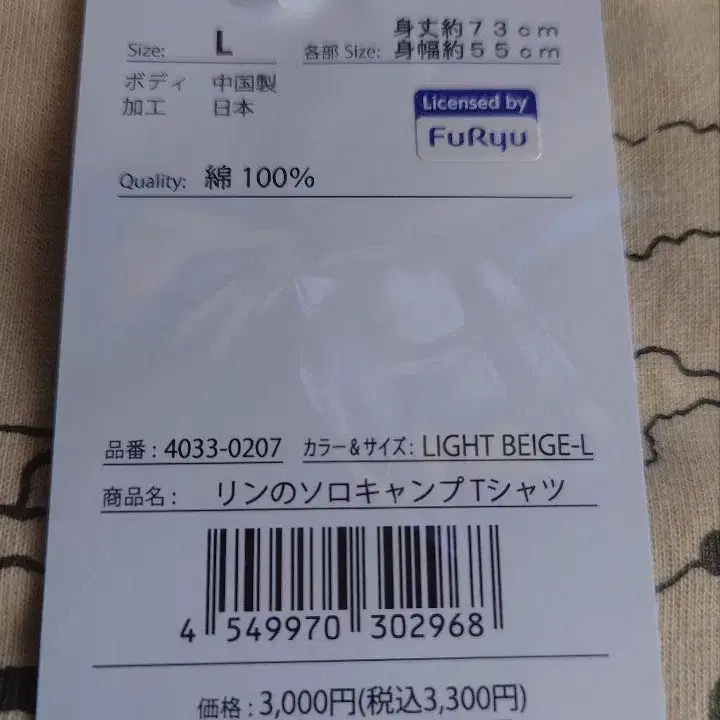 身丈約７３ｃｍ
Size: L 各部 Size: 身幅約５５ｃｍ
ボディ 中国製
加工 日本
Licensed by
FuRyu
Quality: 綿 100%
品番 : 4033-0207 カラー＆サイズ: LIGHT BEIGE-L
商品名 : リンのソロキャンプTシャツ
4 549970 302968
価格 : 3,000円(税込3,300円)